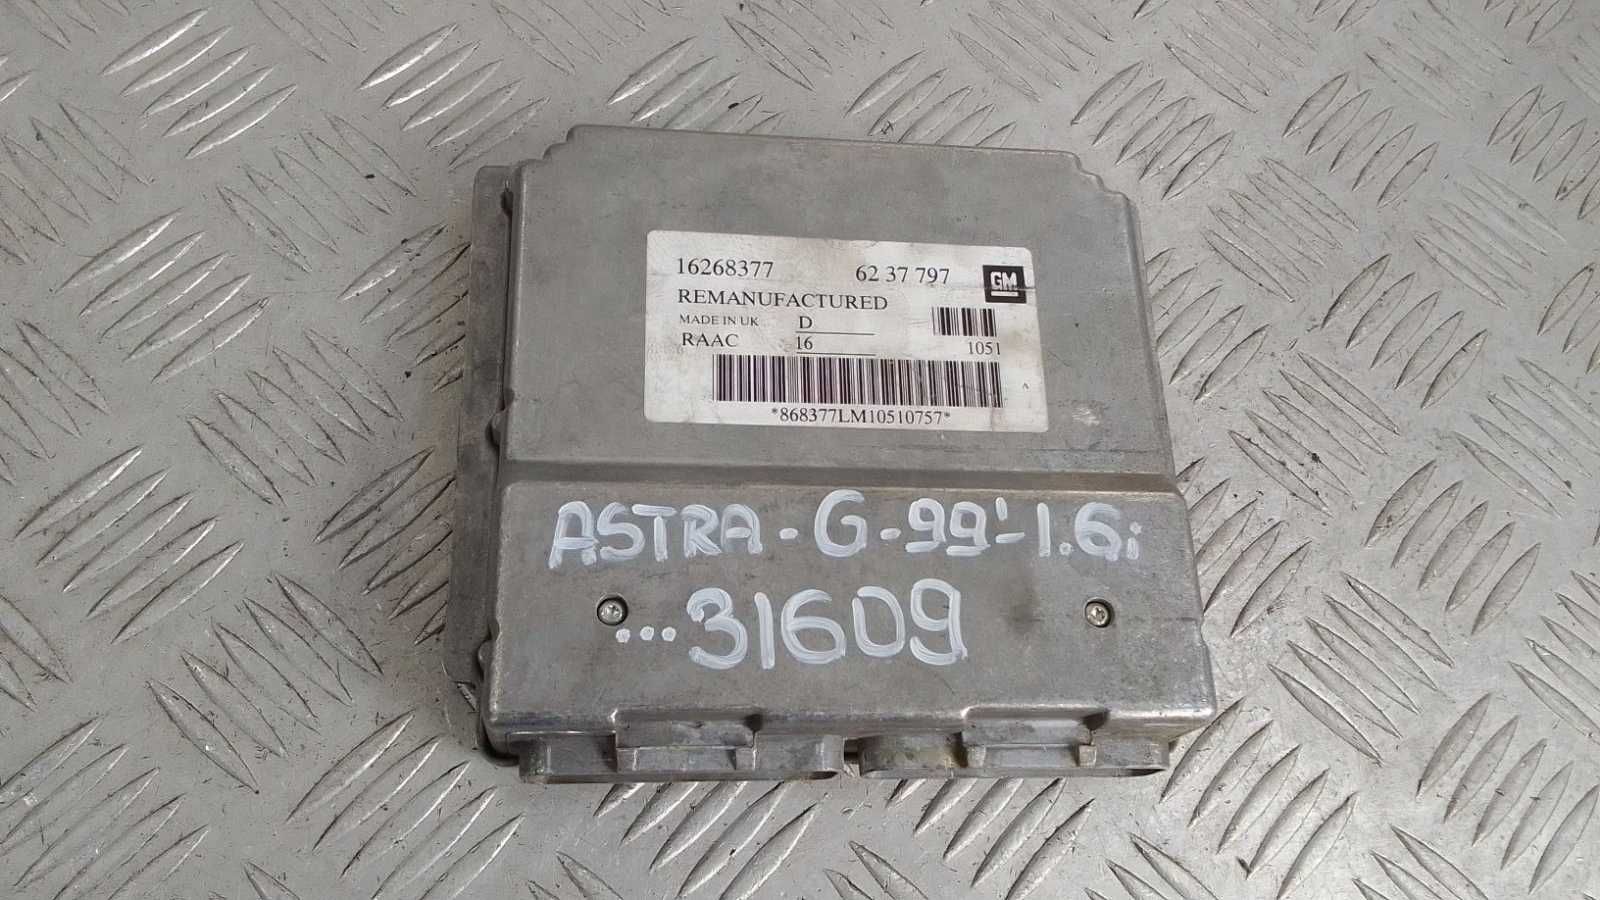 16268377 62 37 797 GM
REMANUFACTURED
MADE IN UK D
RAAC 16 1051
A
*868377LM10510757*
ASTRA-G-99'-1.6i
...31609